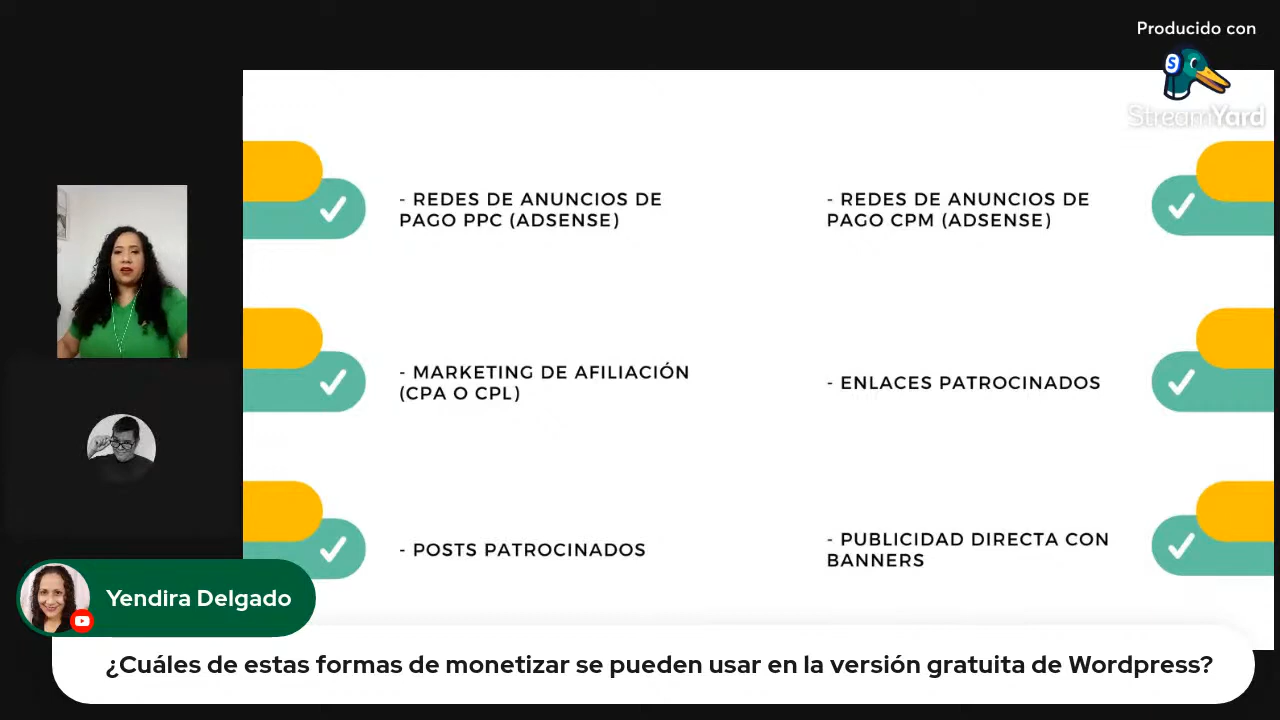 Producido con
StreamYard
- REDES DE ANUNCIOS DE
PAGO PPC (ADSENSE)
- REDES DE ANUNCIOS DE
PAGO CPM (ADSENSE)
- MARKETING DE AFILIACIÓN
(CPA O CPL)
- ENLACES PATROCINADOS
- POSTS PATROCINADOS
- PUBLICIDAD DIRECTA CON
BANNERS
Yendira Delgado
¿Cuáles de estas formas de monetizar se pueden usar en la versión gratuita de Wordpress?